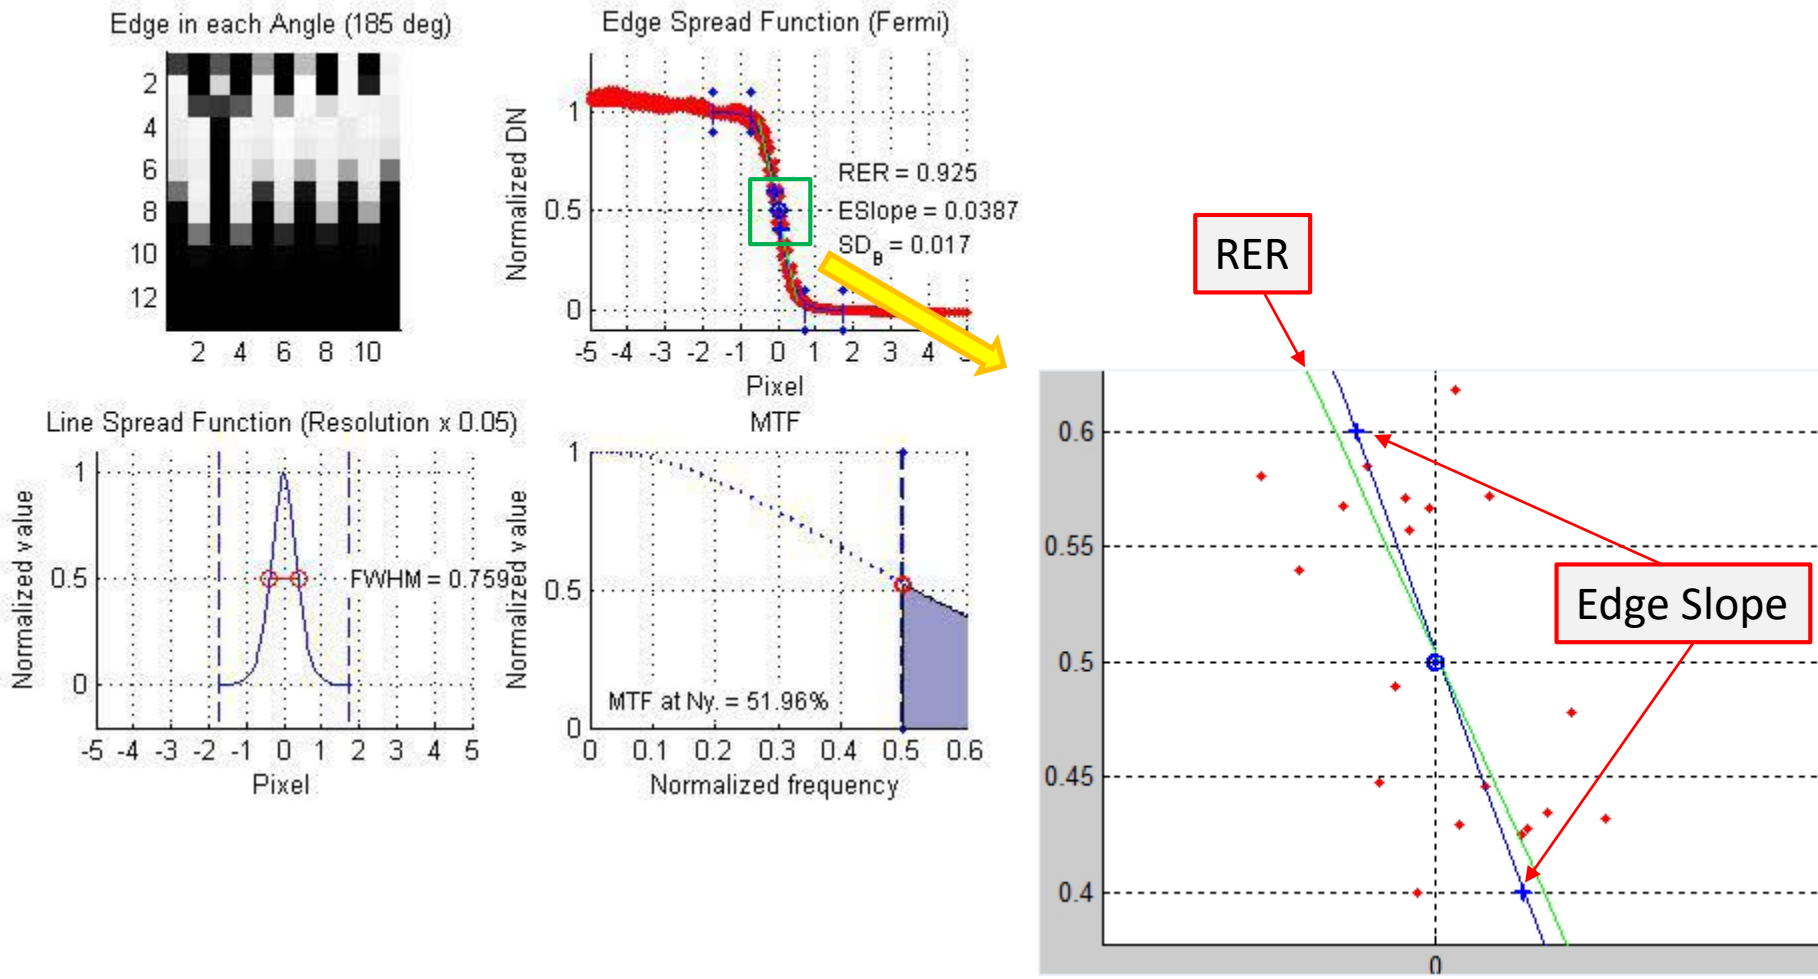 Edge in each Angle (185 deg)
2
4
6
8
10
12
2 4 6 8 10
Edge Spread Function (Fermi)
Normalized DN
1
0.5
0
RER = 0.925
ESlope = 0.0387
SD_B = 0.017
-5 -4 -3 -2 -1 0 1 2 3 4 5
Pixel
Line Spread Function (Resolution x 0.05)
Normalized value
1
0.5
0
FWHM = 0.759
-5 -4 -3 -2 -1 0 1 2 3 4 5
Pixel
MTF
Normalized value
1
0.5
0
MTF at Ny. = 51.96%
0 0.1 0.2 0.3 0.4 0.5 0.6
Normalized frequency
RER
Edge Slope
0.6
0.55
0.5
0.45
0.4
0